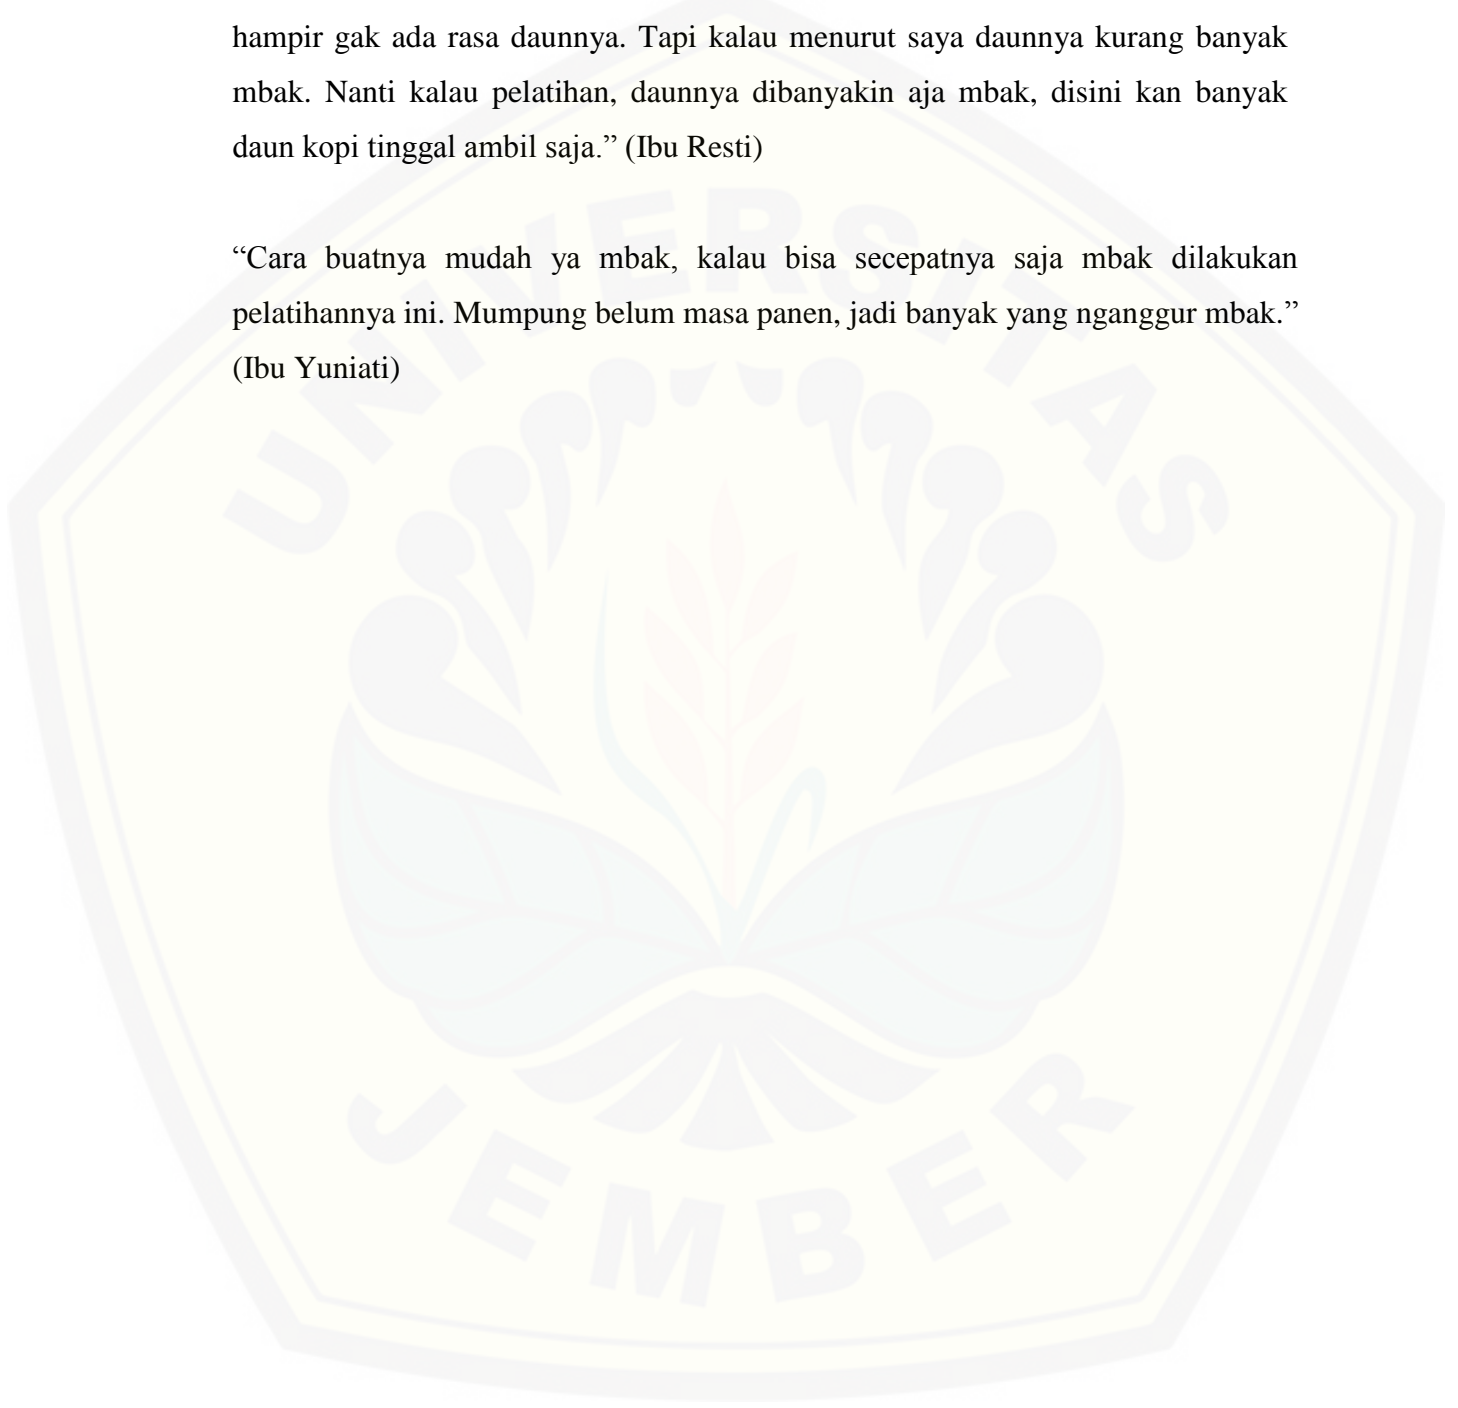 hampir gak ada rasa daunnya. Tapi kalau menurut saya daunnya kurang banyak
mbak. Nanti kalau pelatihan, daunnya dibanyakin aja mbak, disini kan banyak
daun kopi tinggal ambil saja.” (Ibu Resti)
“Cara buatnya mudah ya mbak, kalau bisa secepatnya saja mbak dilakukan
pelatihannya ini. Mumpung belum masa panen, jadi banyak yang nganggur mbak.”
(Ibu Yuniati)
UNIVERSITAS
JEMBER